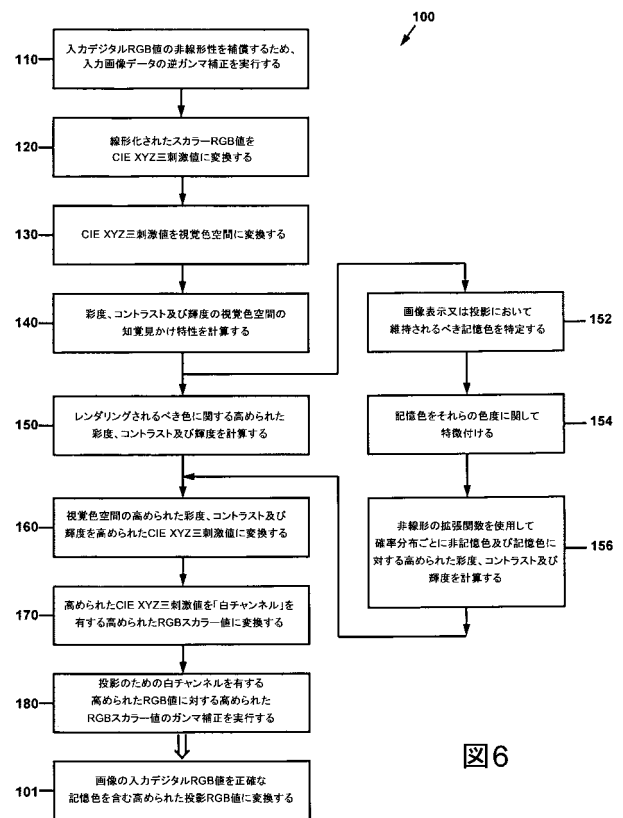 100
110
入力デジタルRGB値の非線形性を補償するため、
入力画像データの逆ガンマ補正を実行する
120
線形化されたスカラーRGB値を
CIE XYZ三刺激値に変換する
130
CIE XYZ三刺激値を視覚色空間に変換する
140
彩度、コントラスト及び輝度の視覚色空間の
知覚見かけ特性を計算する
150
レンダリングされるべき色に関する高められた
彩度、コントラスト及び輝度を計算する
160
視覚色空間の高められた彩度、コントラスト及び
輝度を高められたCIE XYZ三刺激値に変換する
170
高められたCIE XYZ三刺激値を「白チャンネル」を
有する高められたRGBスカラー値に変換する
180
投影のための白チャンネルを有する
高められたRGB値に対する高められた
RGBスカラー値のガンマ補正を実行する
101
画像の入力デジタルRGB値を正確な
記憶色を含む高められた投影RGB値に変換する
画像表示又は投影において
維持されるべき記憶色を特定する
152
記憶色をそれらの色度に関して
特徴付ける
154
非線形の拡張関数を使用して
確率分布ごとに非記憶色及び記憶色に
対する高められた彩度、コントラスト及び
輝度を計算する
156
図6